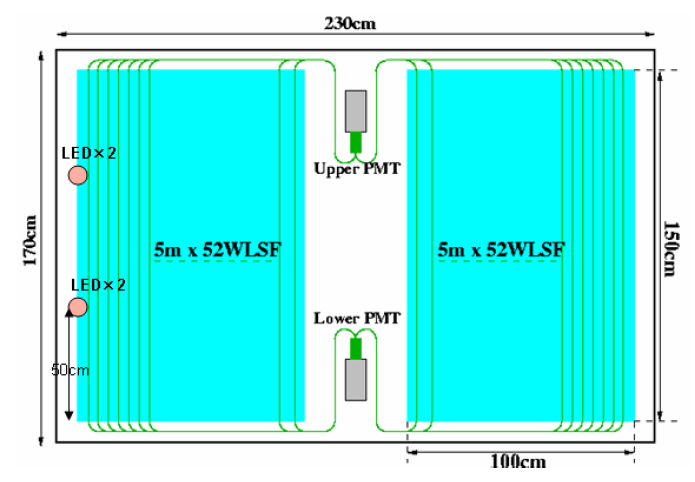 230cm
LED×2
Upper PMT
170cm
5m x 52WLSF
5m x 52WLSF
150cm
LED×2
Lower PMT
50cm
100cm